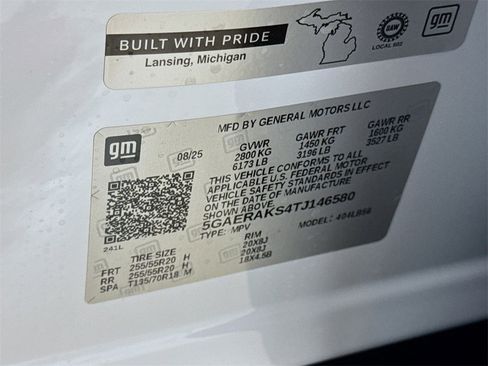 BUILT WITH PRIDE
Lansing, Michigan
UAW
LOCAL 602
gm
gm
MFD BY GENERAL MOTORS LLC
08/25
GVWR GAWR FRT GAWR RR
2800 KG 1450 KG 1600 KG
6173 LB 3196 LB 3527 LB
THIS VEHICLE CONFORMS TO ALL
APPLICABLE U.S. FEDERAL MOTOR
VEHICLE SAFETY STANDARDS IN EFFECT
ON THE DATE OF MANUFACTURE
SHOWN ABOVE.
5GAERAKS4TJ146580
TYPE: MPV MODEL: 404LB56
241L
TIRE SIZE RIM
FRT 255/55R20 H 20X8J
RR 255/55R20 H 20X8J
SPA T135/70R18 M 18X4.5B